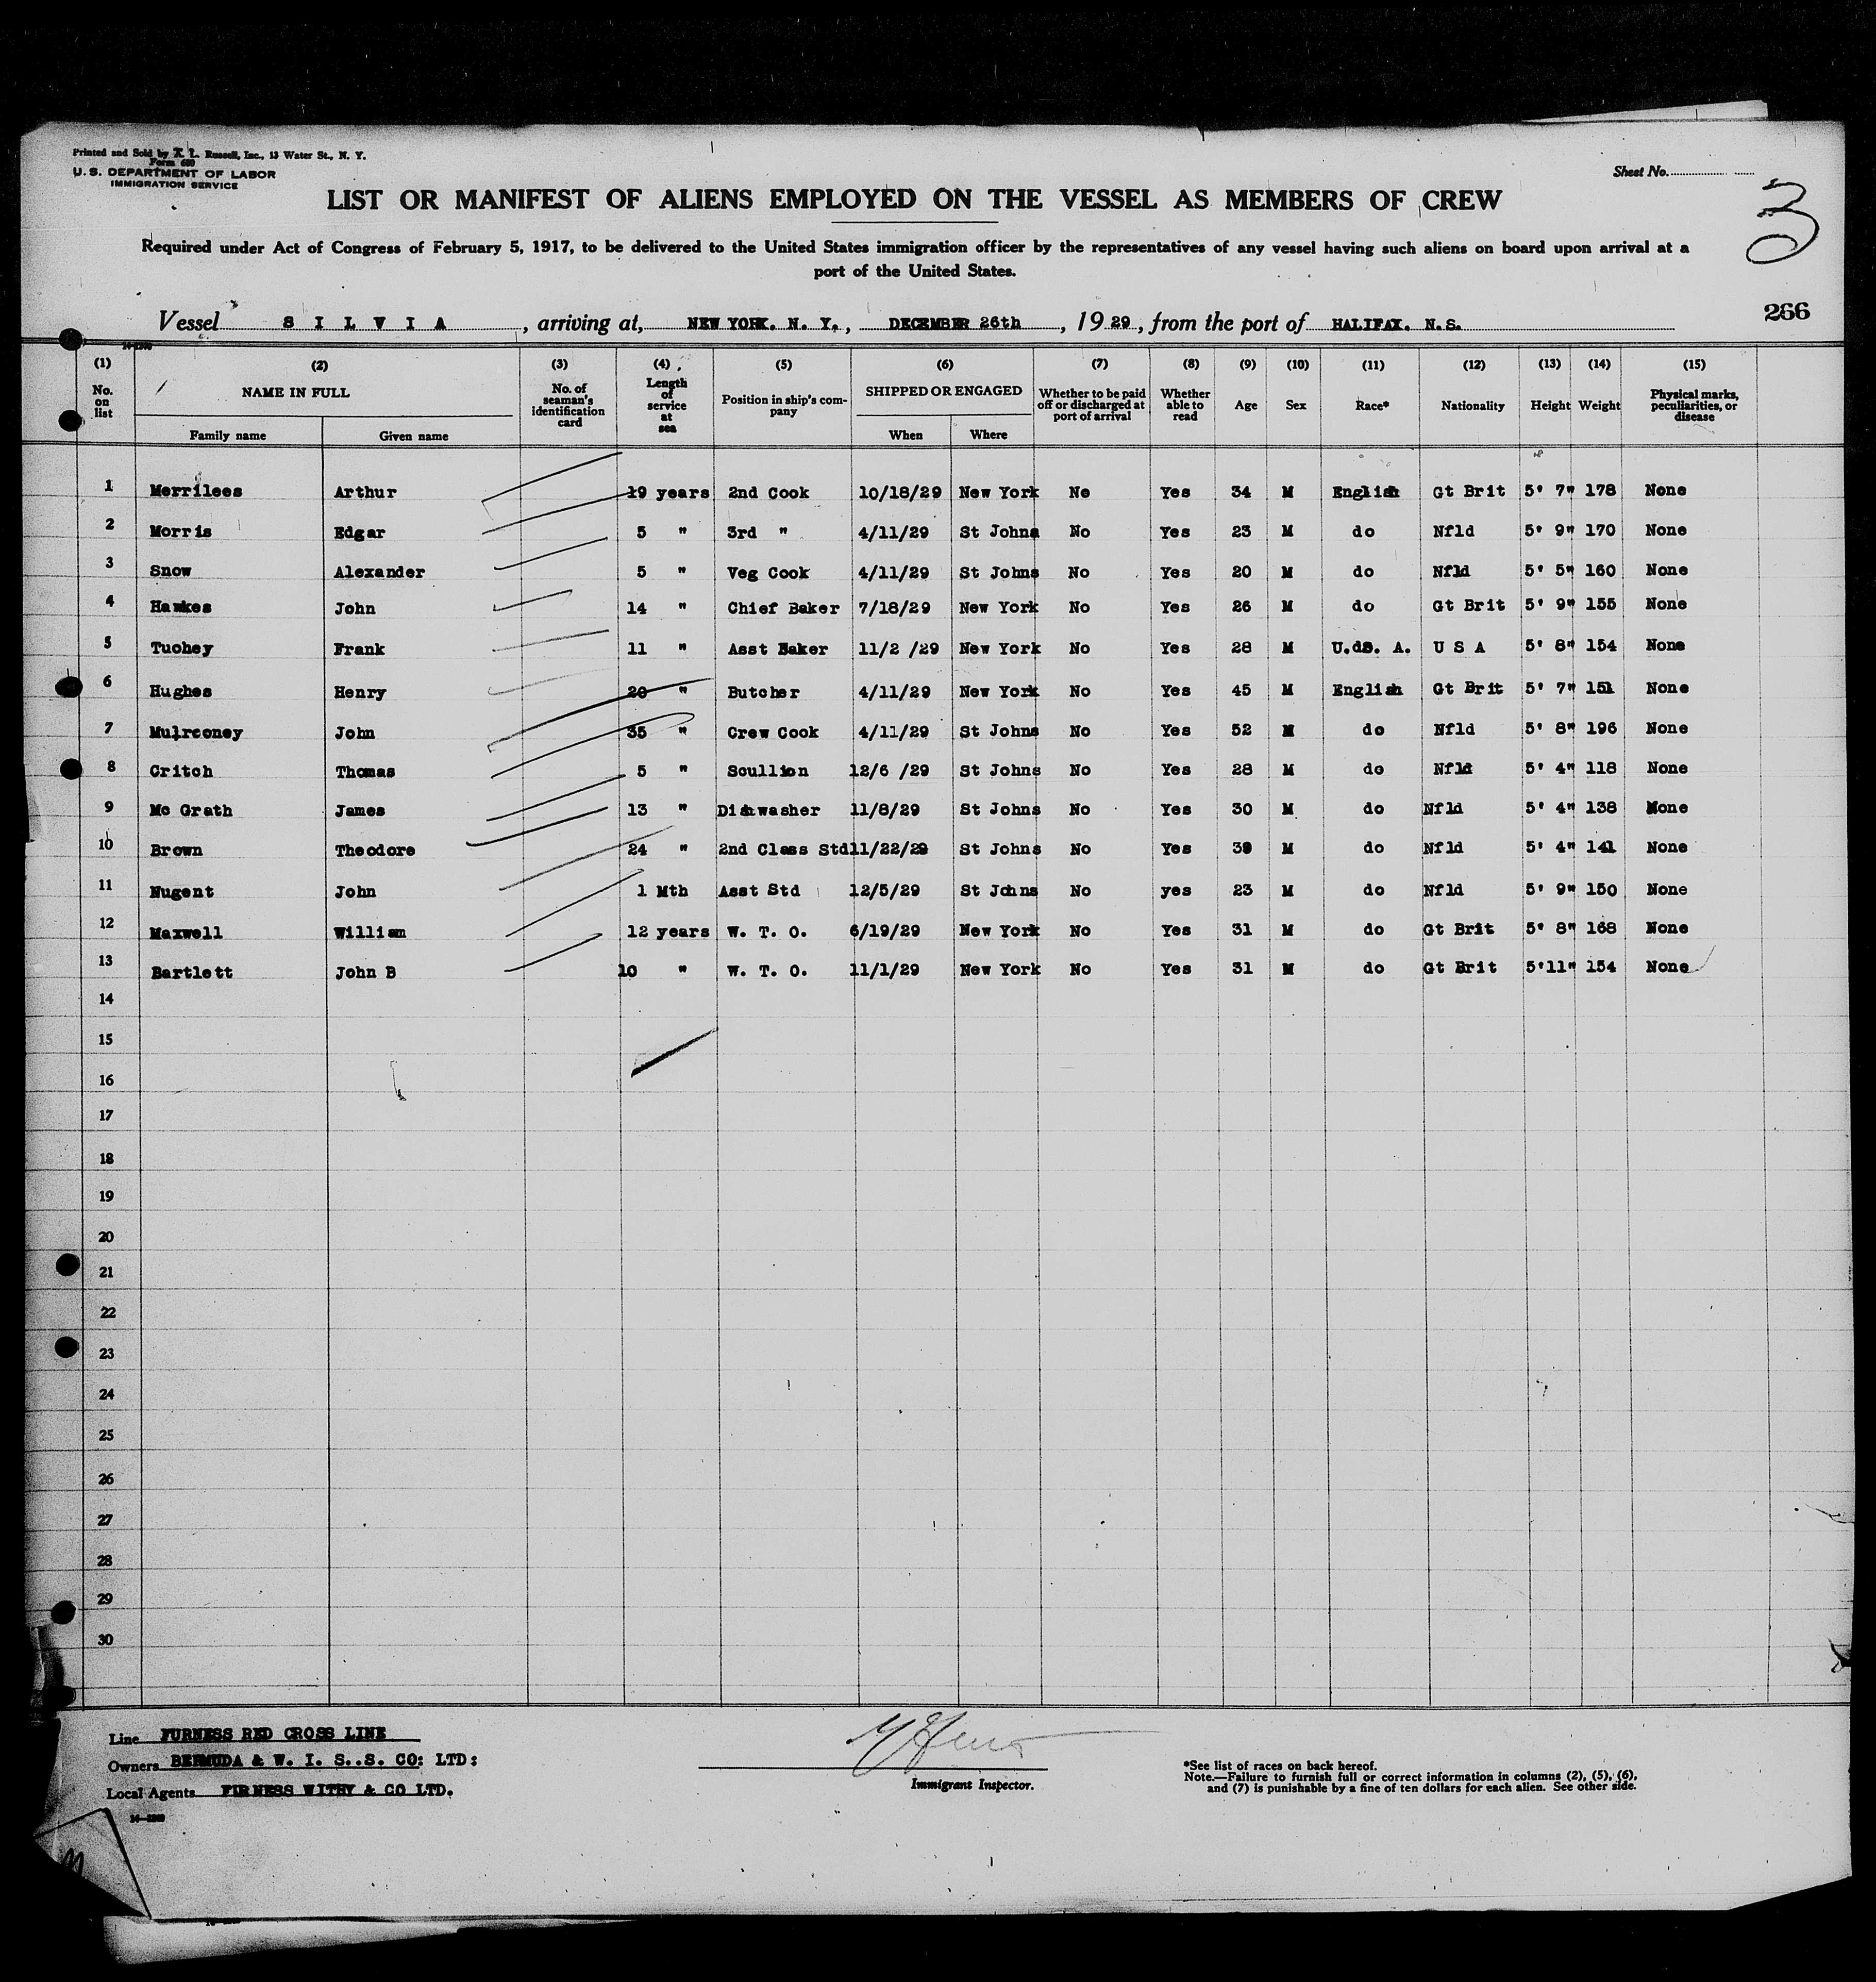 Printed and Sold by A. L. Russell, Inc., 13 Water St., N. Y.
Form 680
U. S. DEPARTMENT OF LABOR
IMMIGRATION SERVICE
Sheet No.
LIST OR MANIFEST OF ALIENS EMPLOYED ON THE VESSEL AS MEMBERS OF CREW
3
Required under Act of Congress of February 5, 1917, to be delivered to the United States immigration officer by the representatives of any vessel having such aliens on board upon arrival at a
port of the United States.
266
Vessel S I L V I A, arriving at, NEW YORK. N. Y., DECEMBER 26th, 1929, from the port of HALIFAX. N.S.
(1) (2) (3) (4) (5) (6) (7) (8) (9) (10) (11) (12) (13) (14) (15)
No. on list NAME IN FULL No. of seaman's identification card Length of service at sea Position in ship's company SHIPPED OR ENGAGED Whether to be paid off or discharged at port of arrival Whether able to read Age Sex Race* Nationality Height Weight Physical marks, peculiarities, or disease
Family name Given name When Where
1 Merrilees Arthur 19 years 2nd Cook 10/18/29 New York No Yes 34 M English Gt Brit 5' 7" 178 None
2 Morris Edgar 5 " 3rd " 4/11/29 St Johns No Yes 23 M do Nfld 5' 9" 170 None
3 Snow Alexander 5 " Veg Cook 4/11/29 St Johns No Yes 20 M do Nfld 5' 5" 160 None
4 Hawkes John 14 " Chief Baker 7/18/29 New York No Yes 26 M do Gt Brit 5' 9" 155 None
5 Tuohey Frank 11 " Asst Baker 11/2 /29 New York No Yes 28 M U.dS. A. U S A 5' 8" 154 None
6 Hughes Henry 20 " Butcher 4/11/29 New York No Yes 45 M English Gt Brit 5' 7" 151 None
7 Mulrooney John 35 " Crew Cook 4/11/29 St Johns No Yes 52 M do Nfld 5' 8" 196 None
8 Critch Thomas 5 " Scullion 12/6 /29 St Johns No Yes 28 M do Nfld 5' 4" 118 None
9 Mc Grath James 13 " Dishwasher 11/8/29 St Johns No Yes 30 M do Nfld 5' 4" 138 None
10 Brown Theodore 24 " 2nd Class Std 11/22/29 St Johns No Yes 39 M do Nfld 5' 4" 141 None
11 Nugent John 1 Mth Asst Std 12/5/29 St Johns No yes 23 M do Nfld 5' 9" 150 None
12 Maxwell William 12 years W. T. O. 6/19/29 New York No Yes 31 M do Gt Brit 5' 8" 168 None
13 Bartlett John B 10 " W. T. O. 11/1/29 New York No Yes 31 M do Gt Brit 5'11" 154 None
14
15
16
17
18
19
20
21
22
23
24
25
26
27
28
29
30
Line FURNESS RED CROSS LINE
Owners BERMUDA & W. I. S..S. CO: LTD:
Local Agents FURNESS WITHY & CO LTD.
Immigrant Inspector.
*See list of races on back hereof.
Note.—Failure to furnish full or correct information in columns (2), (5), (6),
and (7) is punishable by a fine of ten dollars for each alien. See other side.